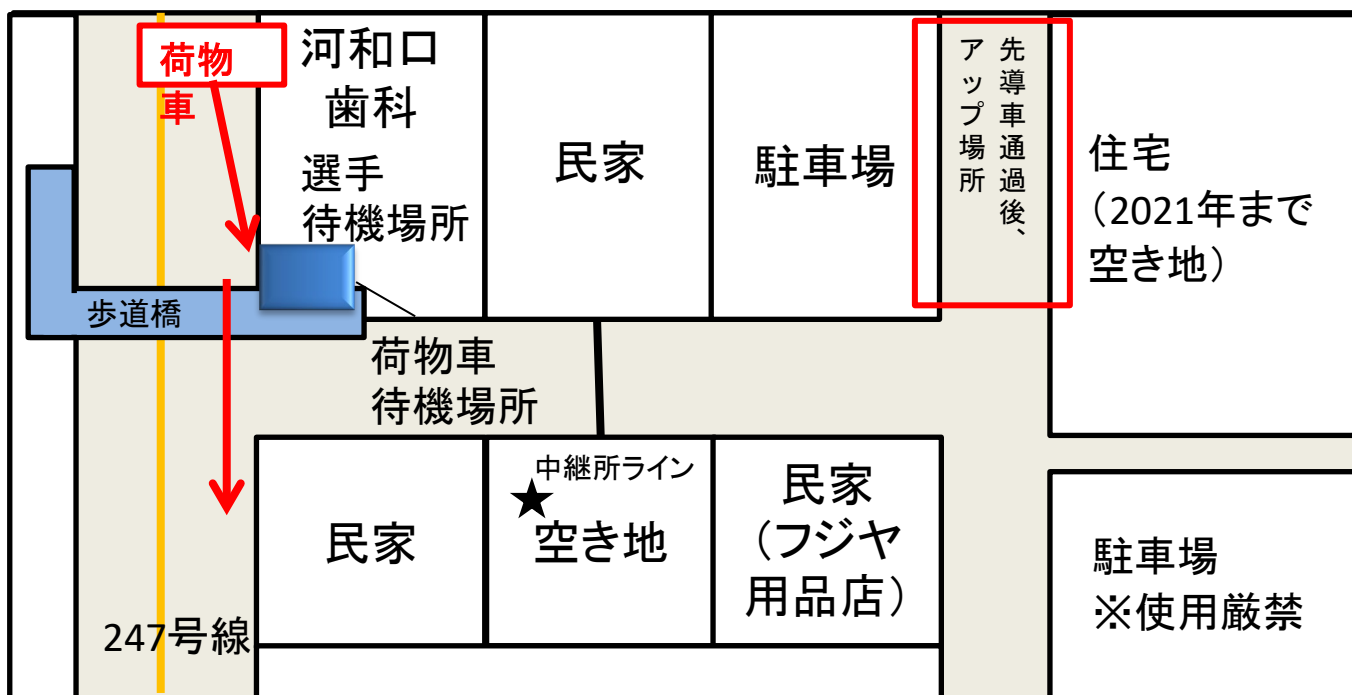 荷物
車
河和口
歯科
選手
待機場所
民家
駐車場
先導車通過後、
アップ場所
住宅
（2021年まで
空き地）
歩道橋
荷物車
待機場所
民家
中継所ライン
★
空き地
民家
（フジヤ
用品店）
駐車場
※使用厳禁
247号線